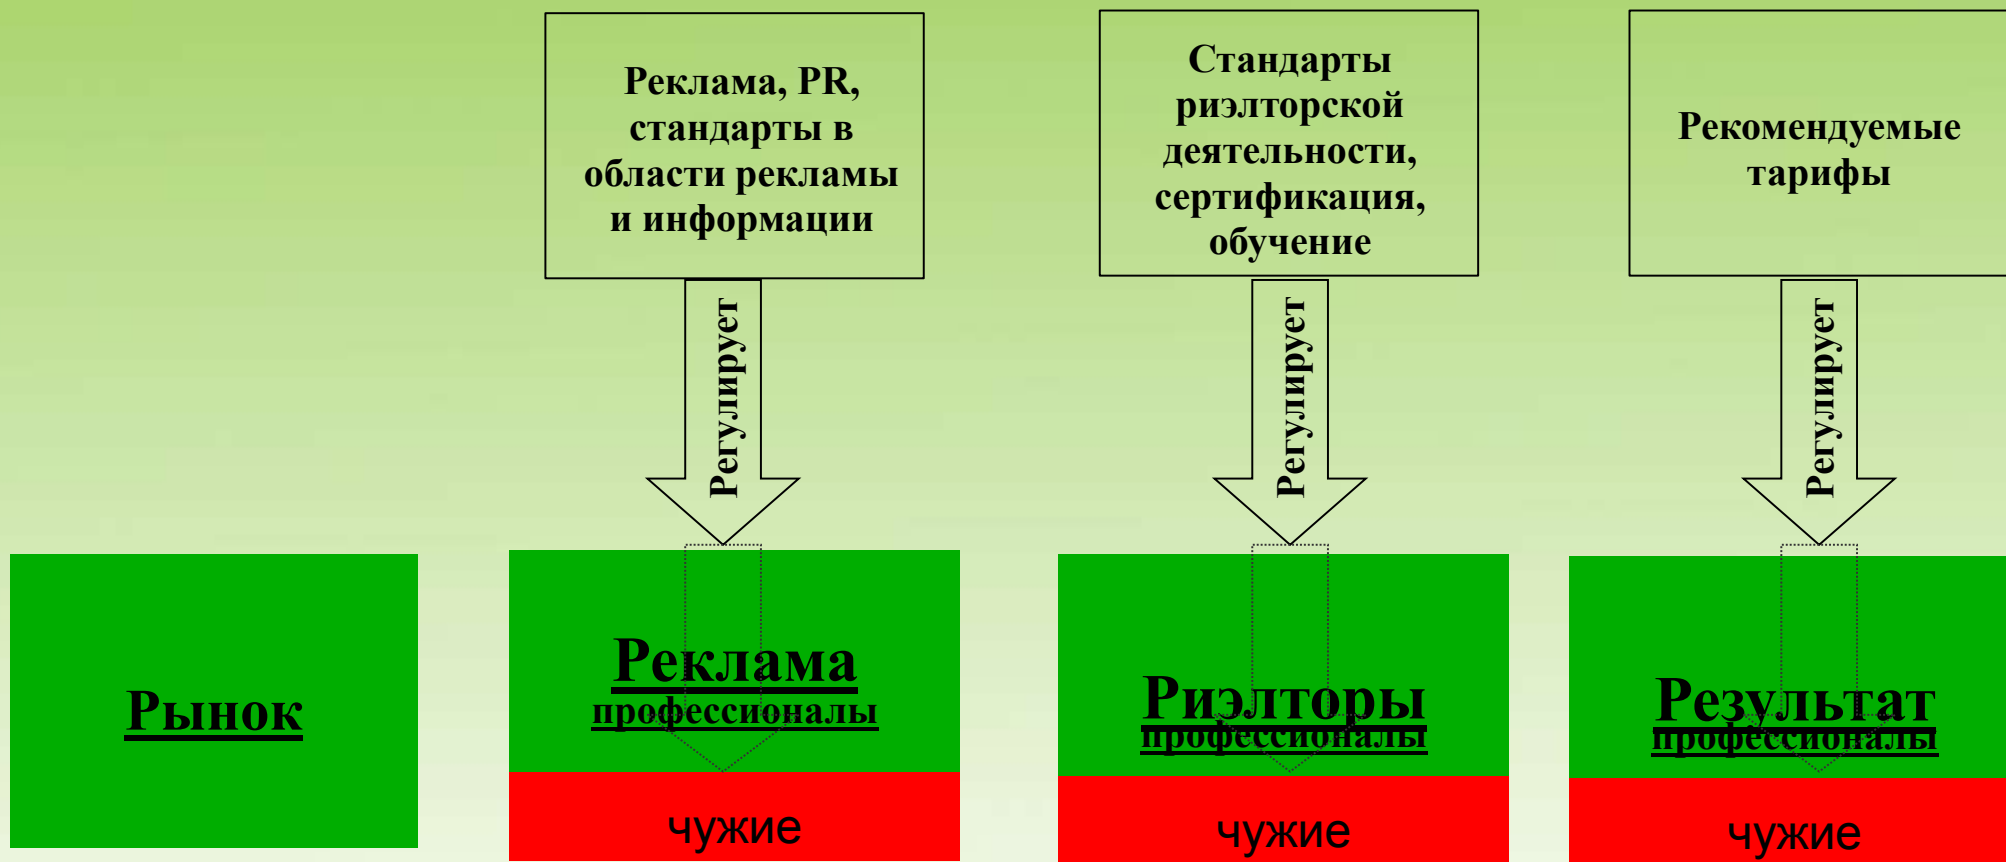 Реклама, PR,
стандарты в
области рекламы
и информации
Стандарты
риэлторской
деятельности,
сертификация,
обучение
Рекомендуемые
тарифы
Регулирует
Регулирует
Регулирует
Рынок
Реклама
профессионалы
чужие
Риэлторы
профессионалы
чужие
Результат
профессионалы
чужие